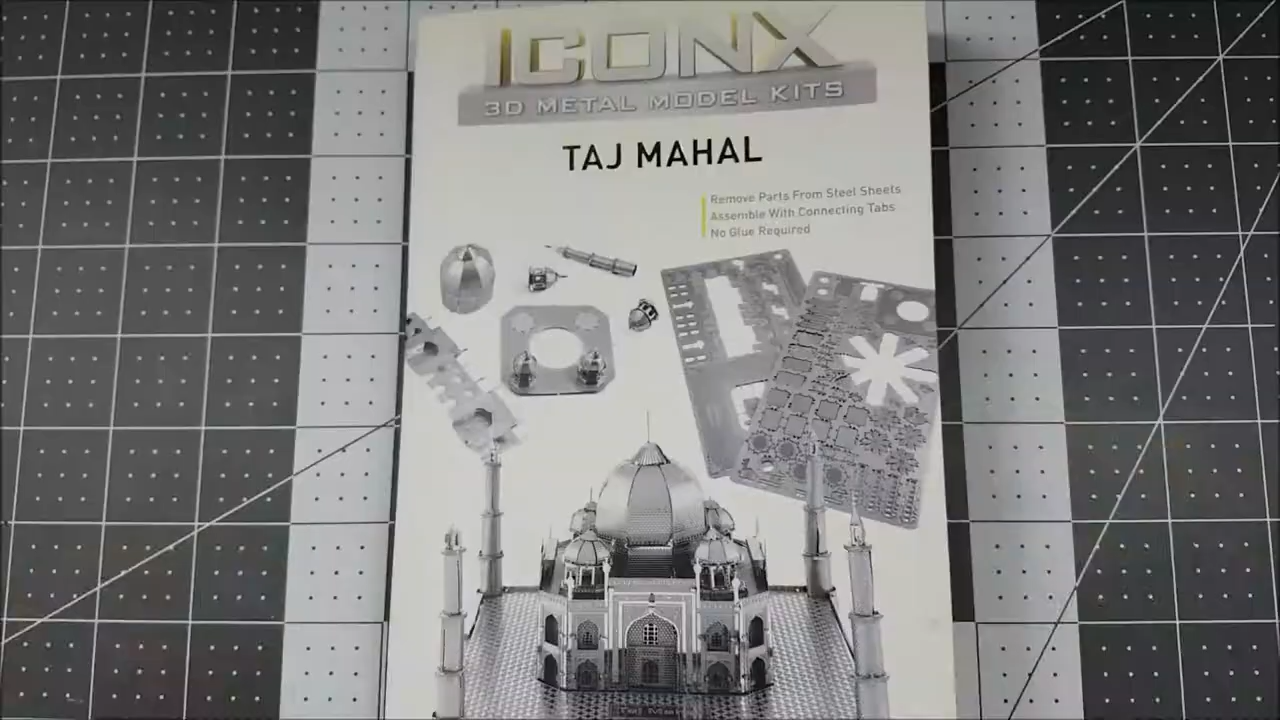 ICONX
3D METAL MODEL KITS
TAJ MAHAL
Remove Parts From Steel Sheets
Assemble With Connecting Tabs
No Glue Required